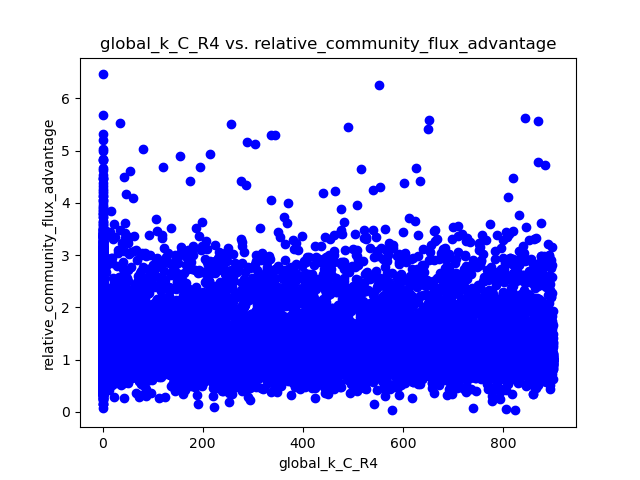 global_k_C_R4 vs. relative_community_flux_advantage
relative_community_flux_advantage
6
5
4
3
2
1
0
0 200 400 600 800
global_k_C_R4